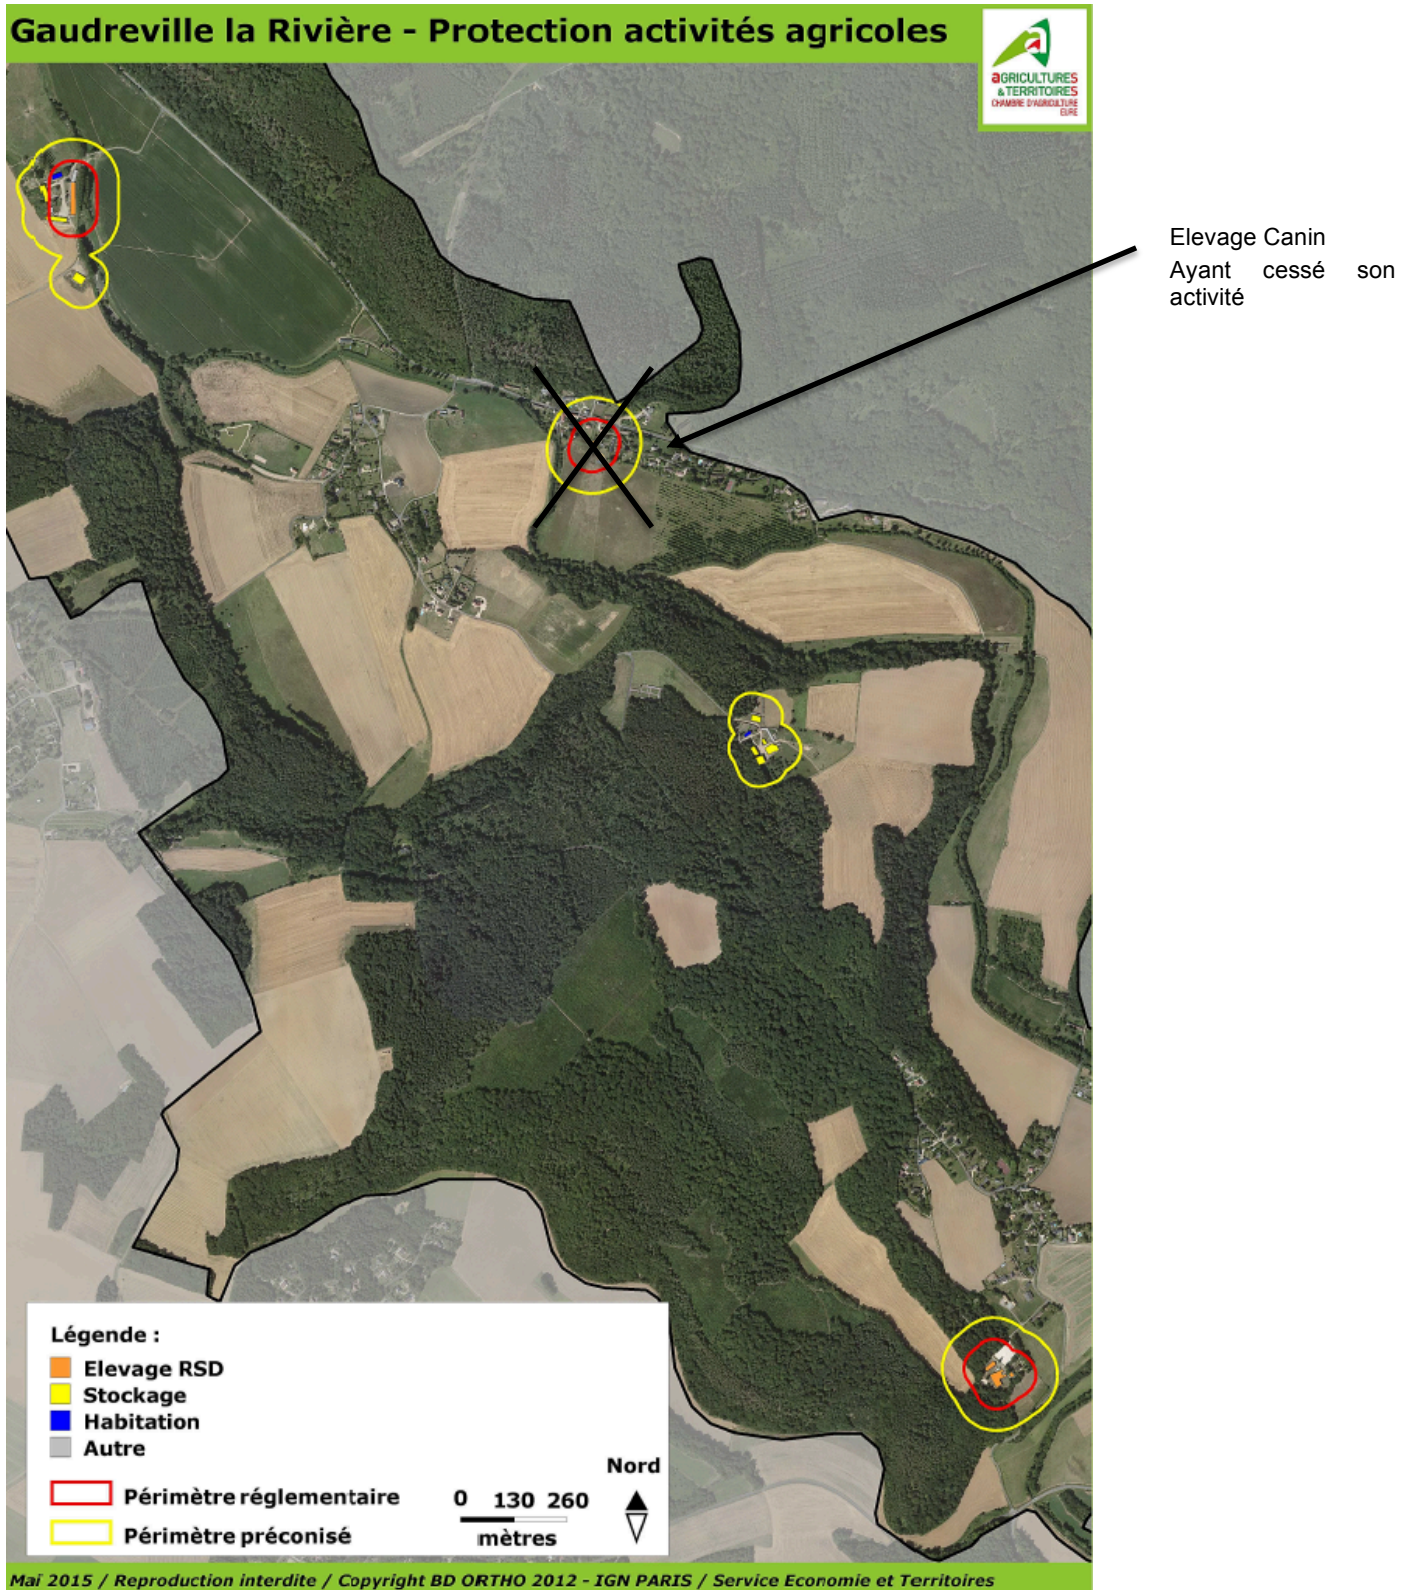 Gaudreville la Rivière - Protection activités agricoles
aGRICULTURES
& TERRITOIRES
CHAMBRE D'AGRICULTURE
EURE
Elevage Canin
Ayant cessé son
activité
Légende :
Elevage RSD
Stockage
Habitation
Autre
Périmètre réglementaire
Périmètre préconisé
0 130 260
mètres
Nord
Mai 2015 / Reproduction interdite / Copyright BD ORTHO 2012 - IGN PARIS / Service Economie et Territoires